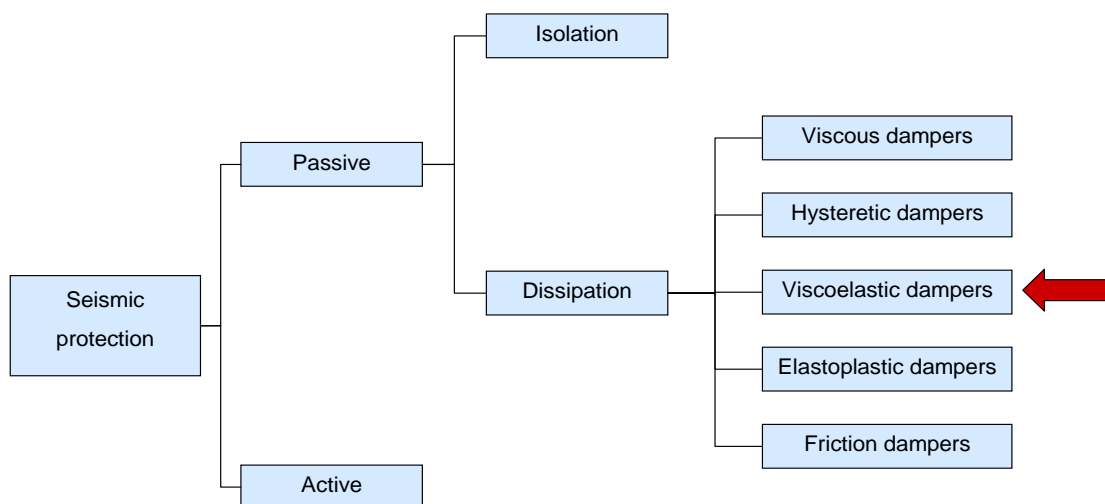 Isolation
Viscous dampers
Passive
Hysteretic dampers
Seismic
protection
Dissipation
Viscoelastic dampers
Elastoplastic dampers
Friction dampers
Active